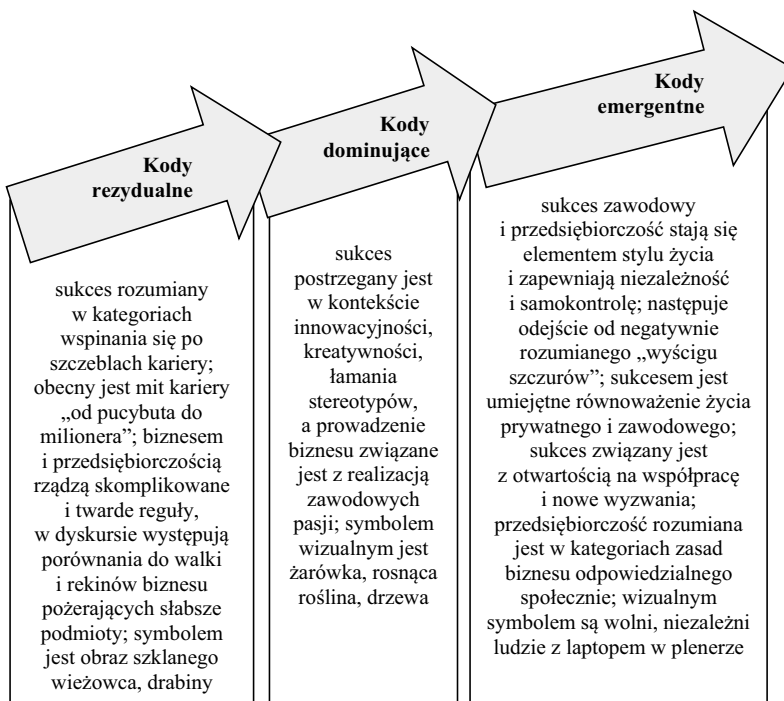 Kody
rezydualne
sukces rozumiany
w kategoriach
wspinania się po
szczeblach kariery;
obecny jest mit kariery
„od pucybuta do
milionera”; biznesem
i przedsiębiorczością
rządzą skomplikowane
i twarde reguły,
w dyskursie występują
porównania do walki
i rekinów biznesu
pożerających słabsze
podmioty; symbolem
jest obraz szklanego
wieżowca, drabiny
Kody
dominujące
sukces
postrzegany jest
w kontekście
innowacyjności,
kreatywności,
łamania
stereotypów,
a prowadzenie
biznesu związane
jest z realizacją
zawodowych
pasji; symbolem
wizualnym jest
żarówka, rosnąca
roślina, drzewa
Kody
emergentne
sukces zawodowy
i przedsiębiorczość stają się
elementem stylu życia
i zapewniają niezależność
i samokontrolę; następuje
odejście od negatywnie
rozumianego „wyścigu
szczurów”; sukcesem jest
umiejętne równoważenie życia
prywatnego i zawodowego;
sukces związany jest
z otwartością na współpracę
i nowe wyzwania;
przedsiębiorczość rozumiana
jest w kategoriach zasad
biznesu odpowiedzialnego
społecznie; wizualnym
symbolem są wolni, niezależni
ludzie z laptopem w plenerze